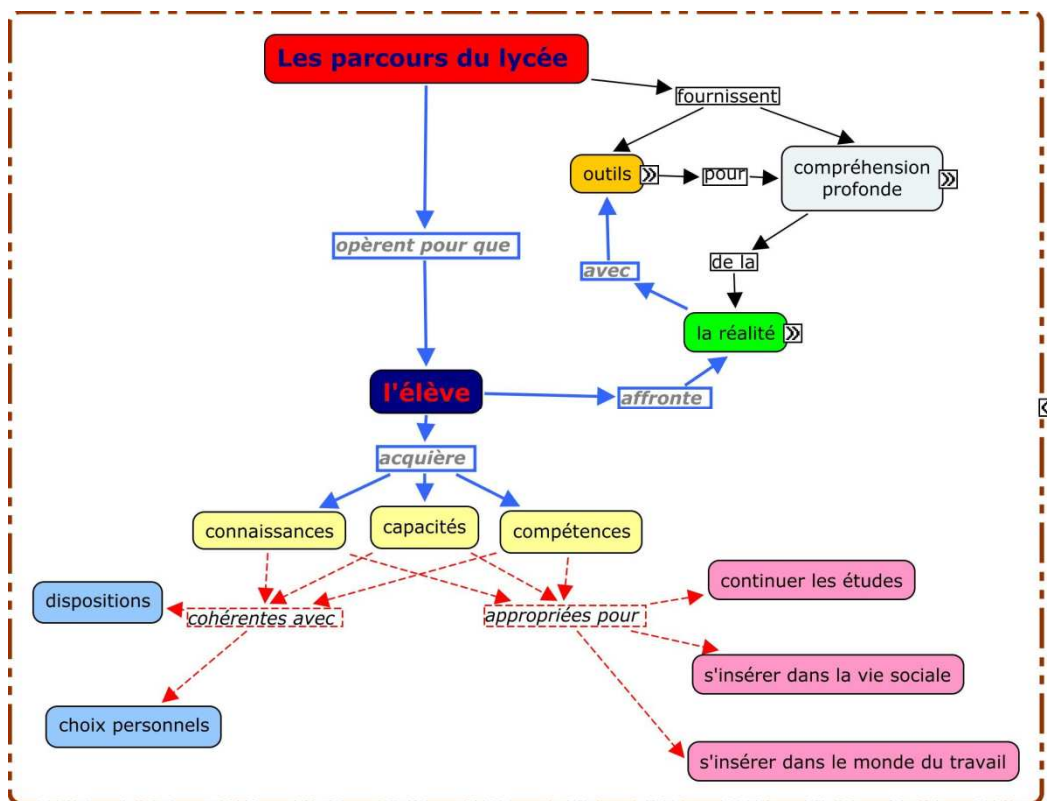 Les parcours du lycée
fournissent
outils
pour
compréhension
profonde
opèrent pour que
avec
de la
la réalité
l'élève
affronte
acquière
connaissances
capacités
compétences
dispositions
cohérentes avec
appropriées pour
continuer les études
s'insérer dans la vie sociale
choix personnels
s'insérer dans le monde du travail